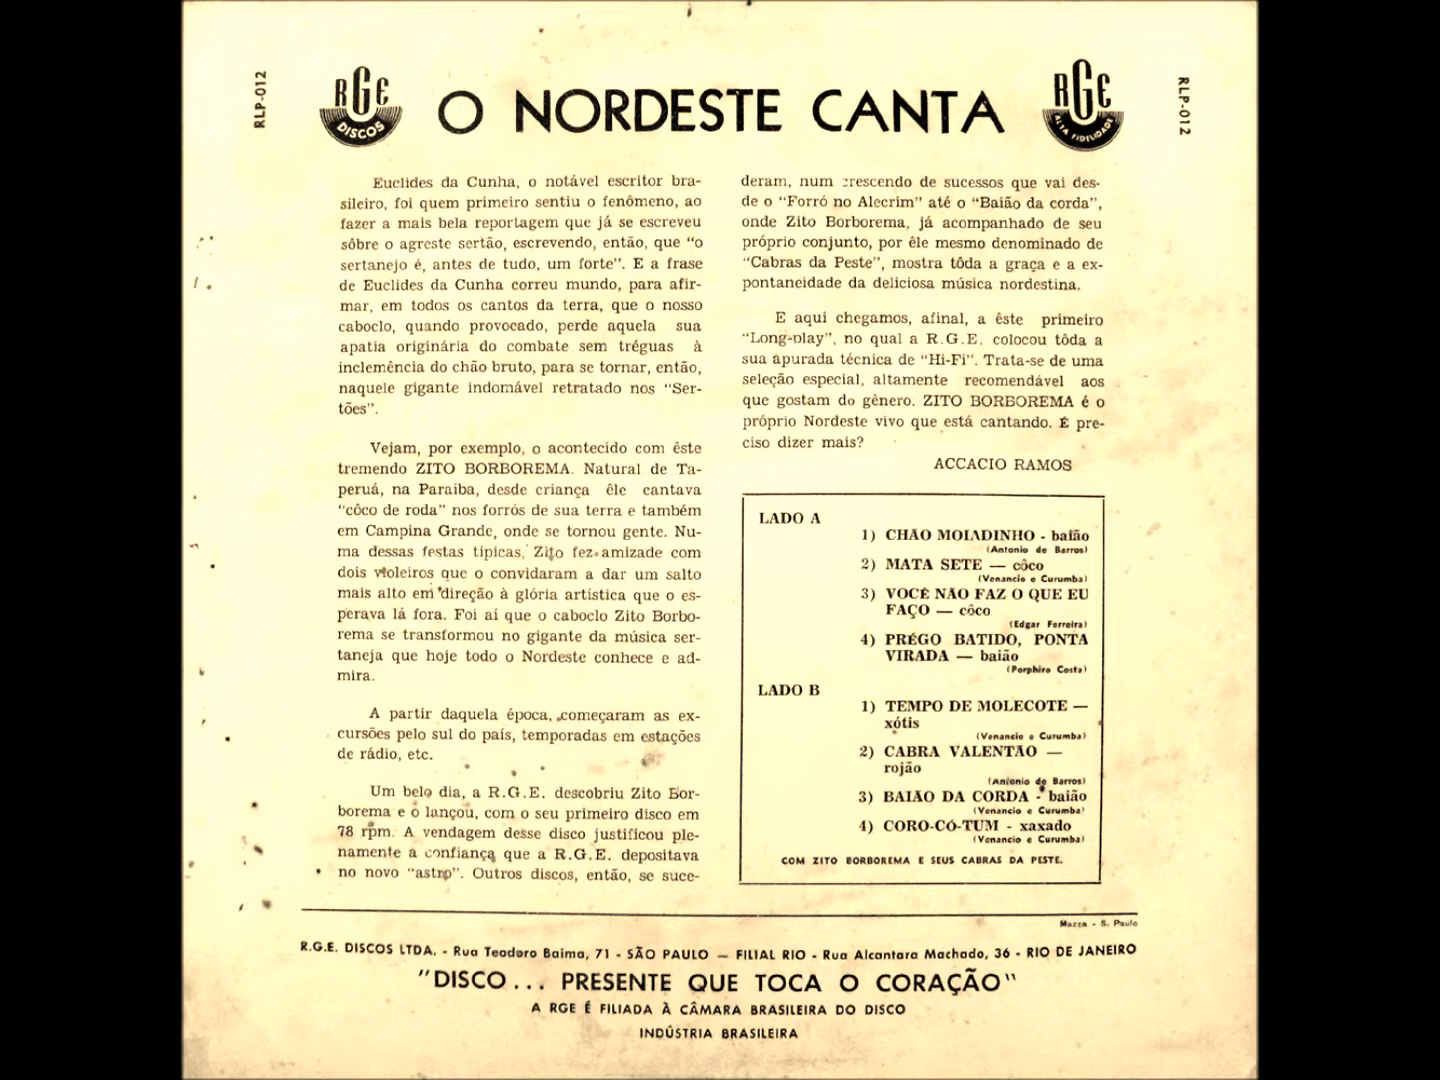 RLP-012
RGE
DISCOS
O NORDESTE CANTA
RGE
ALTA FIDELIDADE
RLP-012
Euclides da Cunha, o notável escritor bra-
sileiro, foi quem primeiro sentiu o fenômeno, ao
fazer a mais bela reportagem que já se escreveu
sôbre o agreste sertão, escrevendo, então, que "o
sertanejo é, antes de tudo, um forte". E a frase
de Euclides da Cunha correu mundo, para afir-
mar, em todos os cantos da terra, que o nosso
caboclo, quando provocado, perde aquela sua
apatia originária do combate sem tréguas à
inclemência do chão bruto, para se tornar, então,
naquele gigante indomável retratado nos "Ser-
tões".
Vejam, por exemplo, o acontecido com êste
tremendo ZITO BORBOREMA. Natural de Ta-
peruá, na Paraiba, desde criança êle cantava
"côco de roda" nos forrós de sua terra e também
em Campina Grande, onde se tornou gente. Nu-
ma dessas festas típicas, Zito fez amizade com
dois violeiros que o convidaram a dar um salto
mais alto em direção à glória artística que o es-
perava lá fora. Foi aí que o caboclo Zito Borbo-
rema se transformou no gigante da música ser-
taneja que hoje todo o Nordeste conhece e ad-
mira.
A partir daquela época, começaram as ex-
cursões pelo sul do país, temporadas em estações
de rádio, etc.
Um belo dia, a R.G.E. descobriu Zito Bor-
borema e o lançou, com o seu primeiro disco em
78 rpm. A vendagem desse disco justificou ple-
namente a confiança que a R.G.E. depositava
no novo "astro". Outros discos, então, se suce-
deram, num crescendo de sucessos que vai des-
de o "Forró no Alecrim" até o "Baião da corda",
onde Zito Borborema, já acompanhado de seu
próprio conjunto, por êle mesmo denominado de
"Cabras da Peste", mostra tôda a graça e a ex-
pontaneidade da deliciosa música nordestina.
E aqui chegamos, afinal, a êste primeiro
"Long-play", no qual a R.G.E. colocou tôda a
sua apurada técnica de "Hi-Fi". Trata-se de uma
seleção especial, altamente recomendável aos
que gostam do gênero. ZITO BORBOREMA é o
próprio Nordeste vivo que está cantando. É pre-
ciso dizer mais?
ACCACIO RAMOS
LADO A
1) CHÃO MOIADINHO - baião
(Antonio de Barros)
2) MATA SETE — côco
(Venancio e Curumba)
3) VOCÊ NÃO FAZ O QUE EU
FAÇO — côco
(Edgar Ferreira)
4) PRÉGO BATIDO, PONTA
VIRADA — baião
(Porphiro Costa)
LADO B
1) TEMPO DE MOLECOTE —
xótis
(Venancio e Curumba)
2) CABRA VALENTÃO —
rojão
(Antonio de Barros)
3) BAIÃO DA CORDA - baião
(Venancio e Curumba)
4) CORO-CÓ-TUM - xaxado
(Venancio e Curumba)
COM ZITO BORBOREMA E SEUS CABRAS DA PESTE.
Mazza - S. Paulo
R.G.E. DISCOS LTDA. - Rua Teodoro Baima, 71 - SÃO PAULO — FILIAL RIO - Rua Alcantara Machado, 36 - RIO DE JANEIRO
"DISCO... PRESENTE QUE TOCA O CORAÇÃO"
A RGE É FILIADA À CÂMARA BRASILEIRA DO DISCO
INDÚSTRIA BRASILEIRA